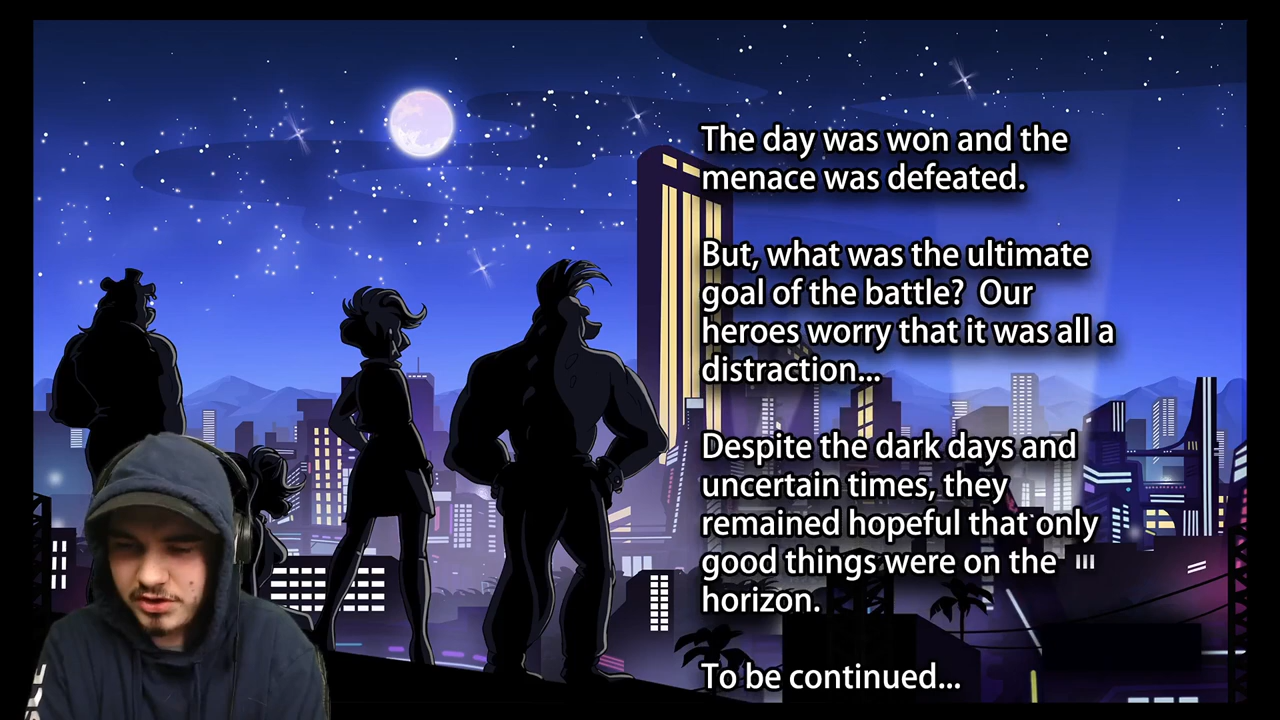 The day was won and the
menace was defeated.
But, what was the ultimate
goal of the battle?  Our
heroes worry that it was all a
distraction...
Despite the dark days and
uncertain times, they
remained hopeful that only
good things were on the
horizon.
To be continued...